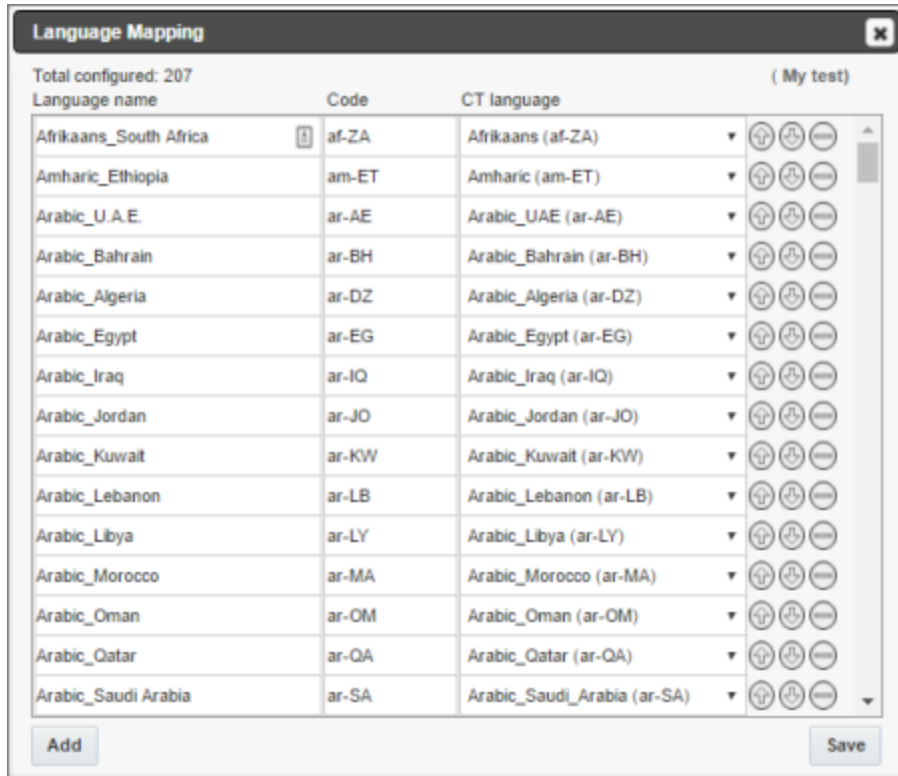 Language Mapping
Total configured: 207 ( My test)
Language name Code CT language
Afrikaans_South Africa af-ZA Afrikaans (af-ZA)
Amharic_Ethiopia am-ET Amharic (am-ET)
Arabic_U.A.E. ar-AE Arabic_UAE (ar-AE)
Arabic_Bahrain ar-BH Arabic_Bahrain (ar-BH)
Arabic_Algeria ar-DZ Arabic_Algeria (ar-DZ)
Arabic_Egypt ar-EG Arabic_Egypt (ar-EG)
Arabic_Iraq ar-IQ Arabic_Iraq (ar-IQ)
Arabic_Jordan ar-JO Arabic_Jordan (ar-JO)
Arabic_Kuwait ar-KW Arabic_Kuwait (ar-KW)
Arabic_Lebanon ar-LB Arabic_Lebanon (ar-LB)
Arabic_Libya ar-LY Arabic_Libya (ar-LY)
Arabic_Morocco ar-MA Arabic_Morocco (ar-MA)
Arabic_Oman ar-OM Arabic_Oman (ar-OM)
Arabic_Qatar ar-QA Arabic_Qatar (ar-QA)
Arabic_Saudi Arabia ar-SA Arabic_Saudi_Arabia (ar-SA)
Add Save